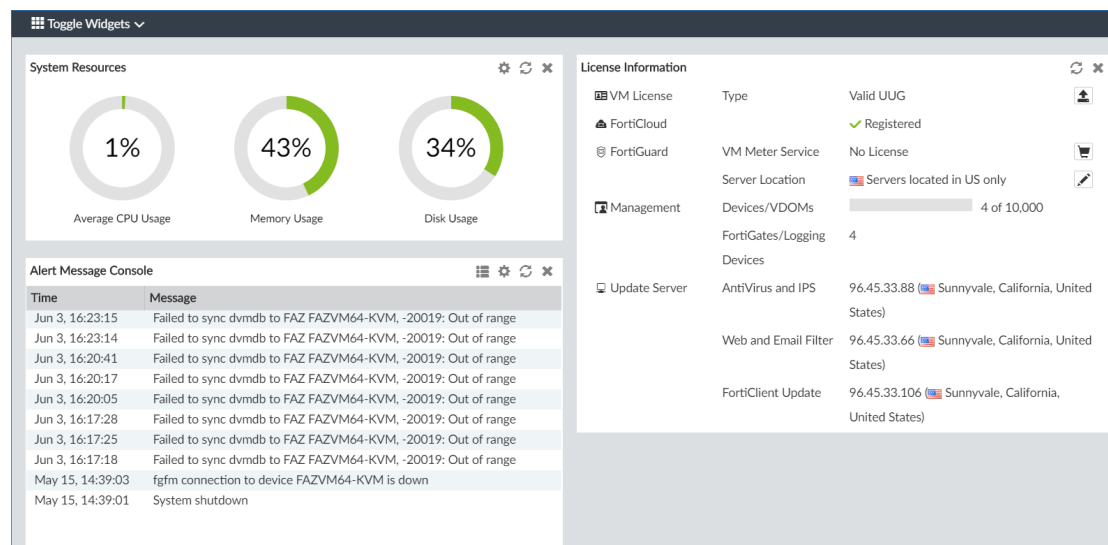 Toggle Widgets
System Resources
1%
43%
34%
Average CPU Usage
Memory Usage
Disk Usage
Alert Message Console
Time Message
Jun 3, 16:23:15 Failed to sync dvmdb to FAZ FAZVM64-KVM, -20019: Out of range
Jun 3, 16:23:14 Failed to sync dvmdb to FAZ FAZVM64-KVM, -20019: Out of range
Jun 3, 16:20:41 Failed to sync dvmdb to FAZ FAZVM64-KVM, -20019: Out of range
Jun 3, 16:20:17 Failed to sync dvmdb to FAZ FAZVM64-KVM, -20019: Out of range
Jun 3, 16:20:05 Failed to sync dvmdb to FAZ FAZVM64-KVM, -20019: Out of range
Jun 3, 16:17:28 Failed to sync dvmdb to FAZ FAZVM64-KVM, -20019: Out of range
Jun 3, 16:17:25 Failed to sync dvmdb to FAZ FAZVM64-KVM, -20019: Out of range
Jun 3, 16:17:18 Failed to sync dvmdb to FAZ FAZVM64-KVM, -20019: Out of range
May 15, 14:39:03 fgfm connection to device FAZVM64-KVM is down
May 15, 14:39:01 System shutdown
License Information
VM License Type Valid UUG
FortiCloud Registered
FortiGuard VM Meter Service No License
Server Location Servers located in US only
Management Devices/VDOMs 4 of 10,000
FortiGates/Logging 4
Devices
Update Server AntiVirus and IPS 96.45.33.88 (Sunnyvale, California, United
States)
Web and Email Filter 96.45.33.66 (Sunnyvale, California, United
States)
FortiClient Update 96.45.33.106 (Sunnyvale, California,
United States)